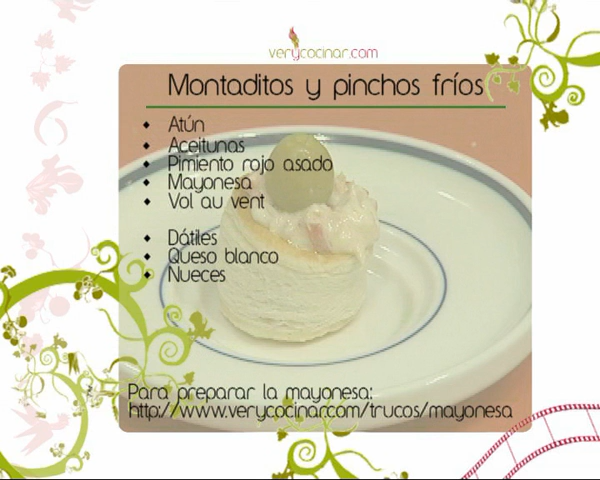 verycocinar.com
Montaditos y pinchos fríos
Atún
Aceitunas
Pimiento rojo asado
Mayonesa
Vol au vent
Dátiles
Queso blanco
Nueces
Para preparar la mayonesa:
http://www.verycocinar.com/trucos/mayonesa